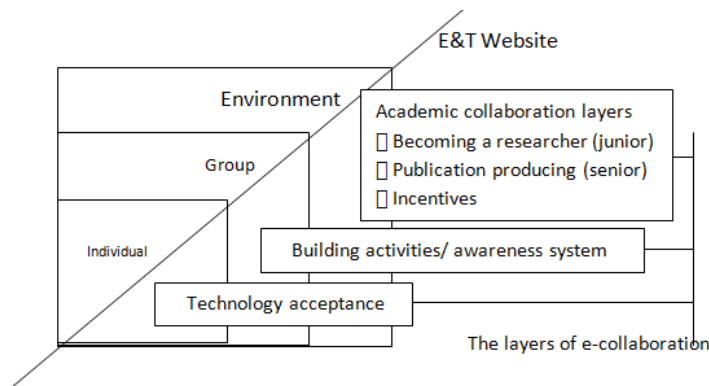 E&T Website
Environment
Academic collaboration layers
▯ Becoming a researcher (junior)
▯ Publication producing (senior)
▯ Incentives
Group
Individual
Building activities/ awareness system
Technology acceptance
The layers of e-collaboration